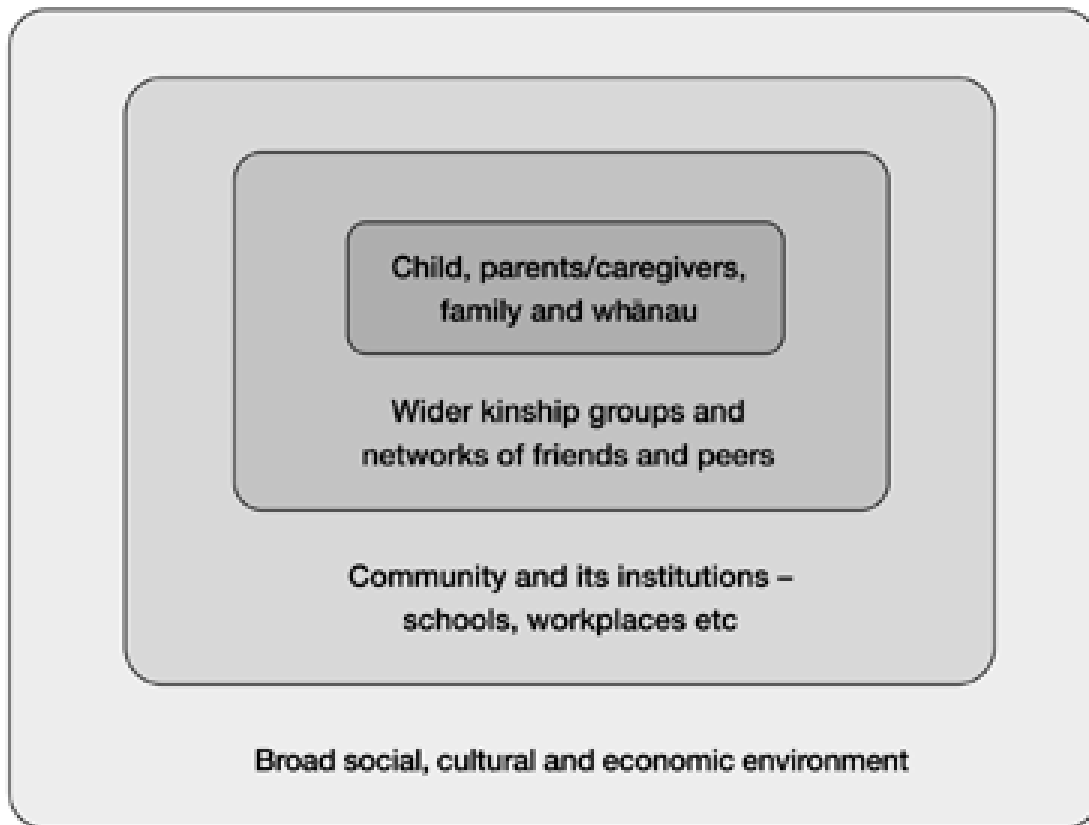 Child, parents/caregivers,
family and whānau
Wider kinship groups and
networks of friends and peers
Community and its institutions –
schools, workplaces etc
Broad social, cultural and economic environment